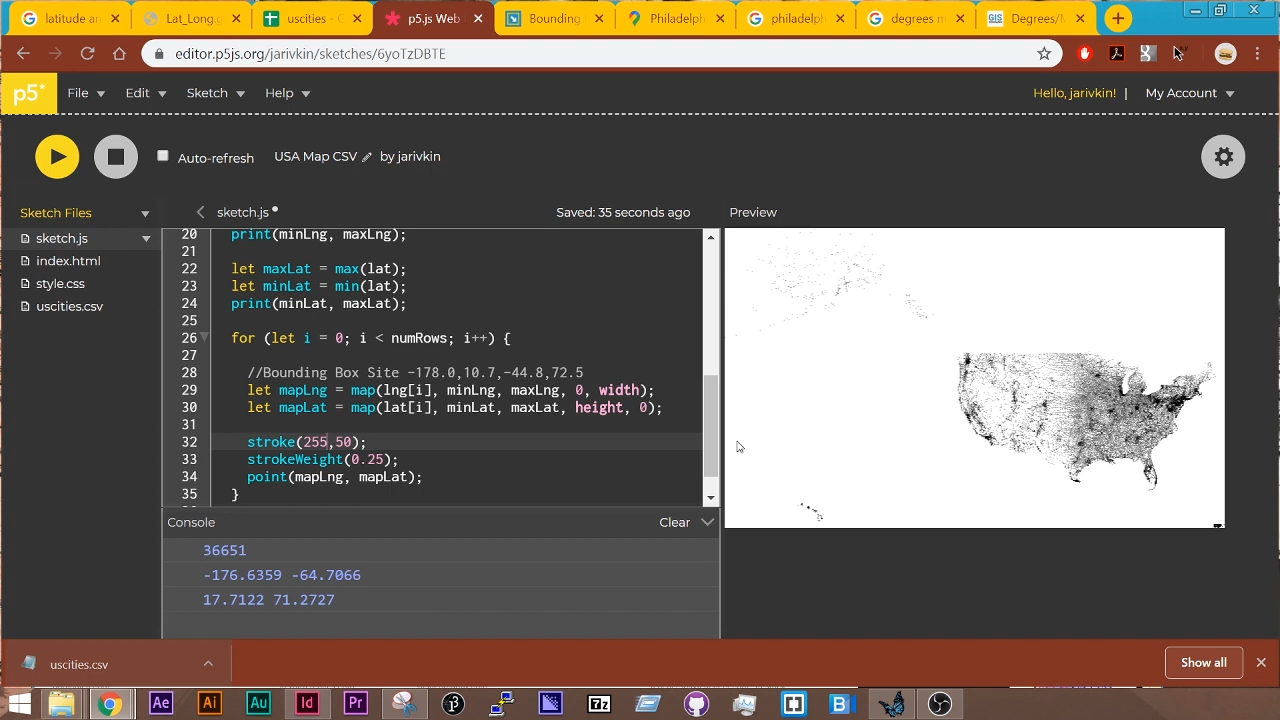 latitude an
Lat_Long.g
uscities - G
p5.js Web
Bounding
Philadelph
philadelph
degrees m
GIS
Degrees/M
editor.p5js.org/jarivkin/sketches/6yoTzDBTE
p5*
File
Edit
Sketch
Help
Hello, jarivkin!
|
My Account
Auto-refresh
USA Map CSV
by jarivkin
Sketch Files
sketch.js
Saved: 35 seconds ago
Preview
sketch.js
index.html
style.css
uscities.csv
20 print(minLng, maxLng);
21
22 let maxLat = max(lat);
23 let minLat = min(lat);
24 print(minLat, maxLat);
25
26 for (let i = 0; i < numRows; i++) {
27
28 //Bounding Box Site -178.0,10.7,-44.8,72.5
29 let mapLng = map(lng[i], minLng, maxLng, 0, width);
30 let mapLat = map(lat[i], minLat, maxLat, height, 0);
31
32 stroke(255,50);
33 strokeWeight(0.25);
34 point(mapLng, mapLat);
35 }
Console
Clear
36651
-176.6359 -64.7066
17.7122 71.2727
uscities.csv
Show all
Ae
Ai
Au
Id
Pr
7z
B